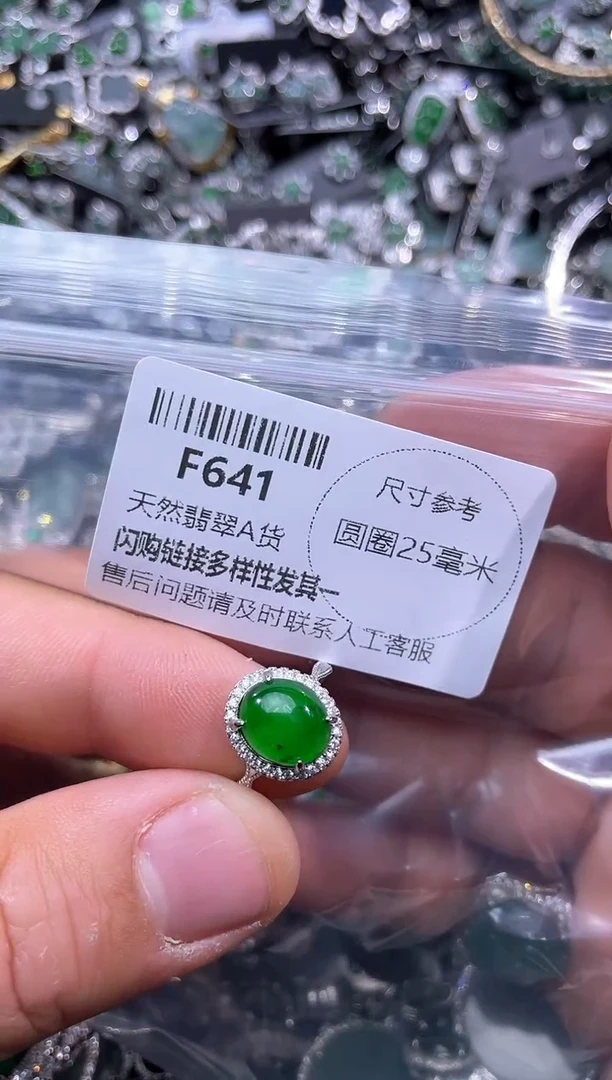 F641
天然翡翠A货
闪购链接多样性发其一
售后问题请及时联系人工客服
尺寸参考
圆圈25毫米